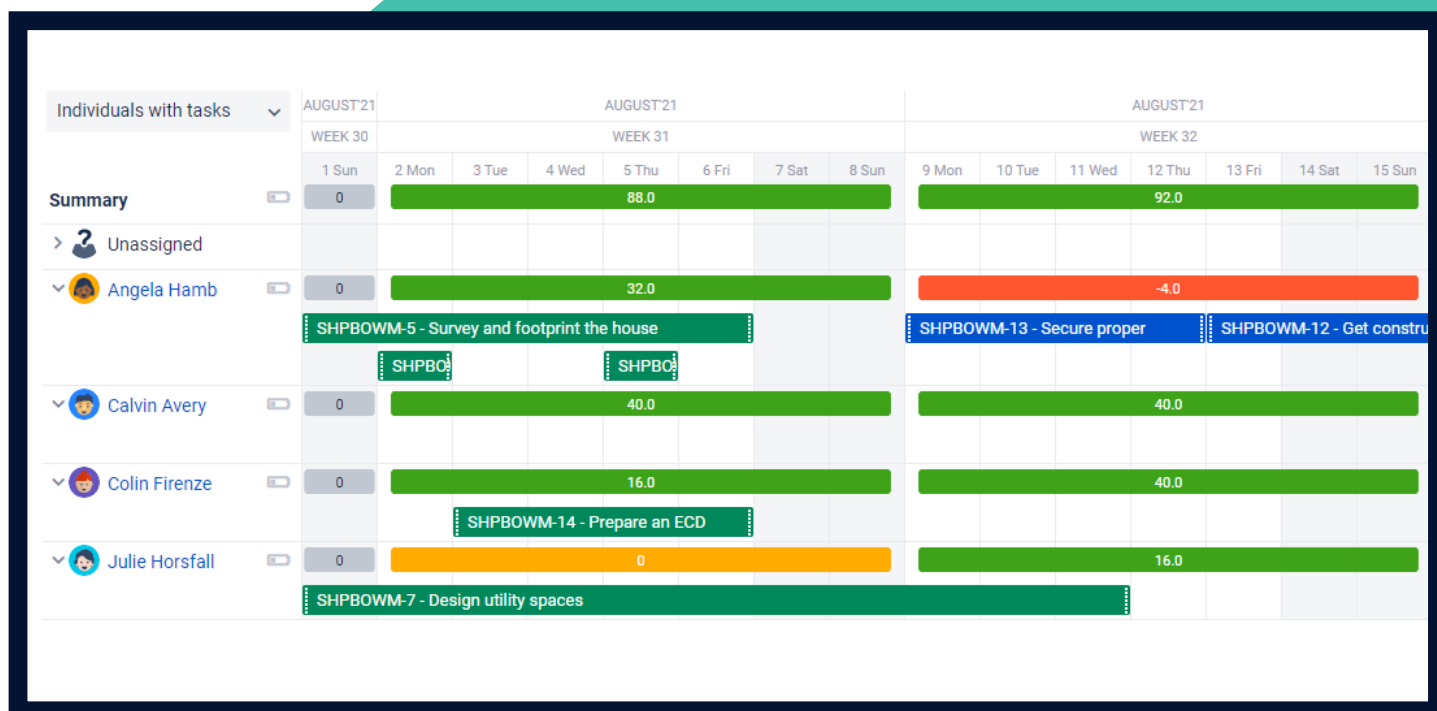 Individuals with tasks
AUGUST'21 AUGUST'21 AUGUST'21
WEEK 30 WEEK 31 WEEK 32
1 Sun 2 Mon 3 Tue 4 Wed 5 Thu 6 Fri 7 Sat 8 Sun 9 Mon 10 Tue 11 Wed 12 Thu 13 Fri 14 Sat 15 Sun
Summary 0 88.0 92.0
? Unassigned
Angela Hamb 0 32.0 -4.0
SHPBOWM-5 - Survey and footprint the house SHPBOWM-13 - Secure proper SHPBOWM-12 - Get constru
SHPBO SHPBO
Calvin Avery 0 40.0 40.0
Colin Firenze 0 16.0 40.0
SHPBOWM-14 - Prepare an ECD
Julie Horsfall 0 0 16.0
SHPBOWM-7 - Design utility spaces